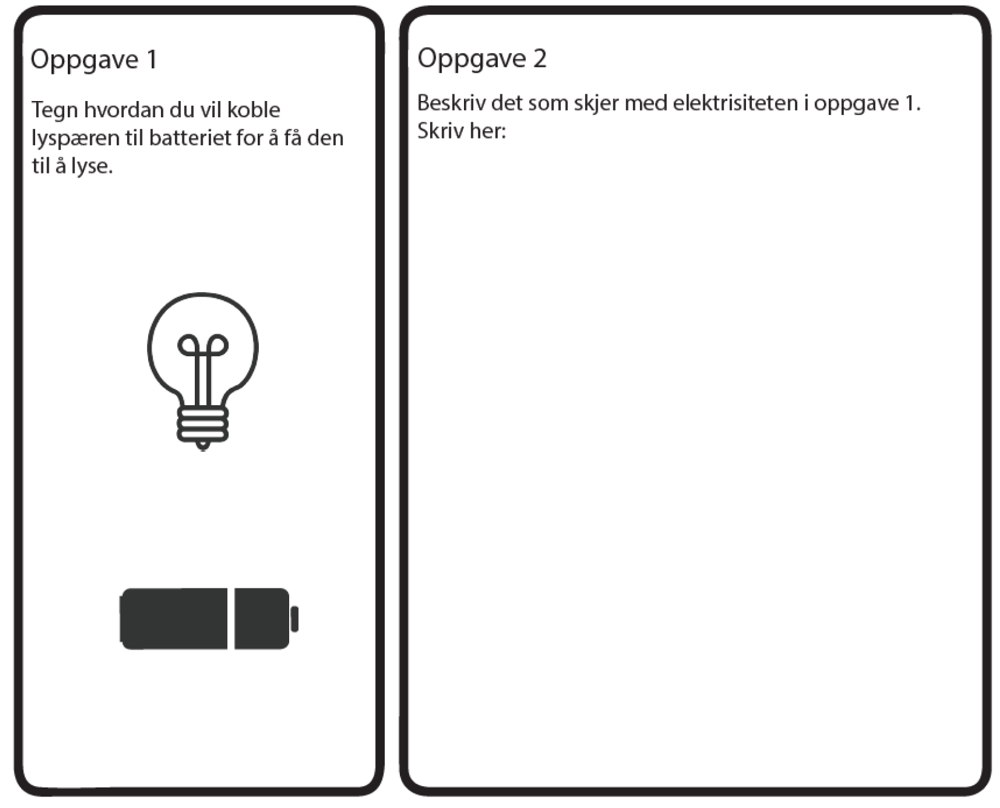 Oppgave 1
Tegn hvordan du vil koble
lyspæren til batteriet for å få den
til å lyse.
Oppgave 2
Beskriv det som skjer med elektrisiteten i oppgave 1.
Skriv her: